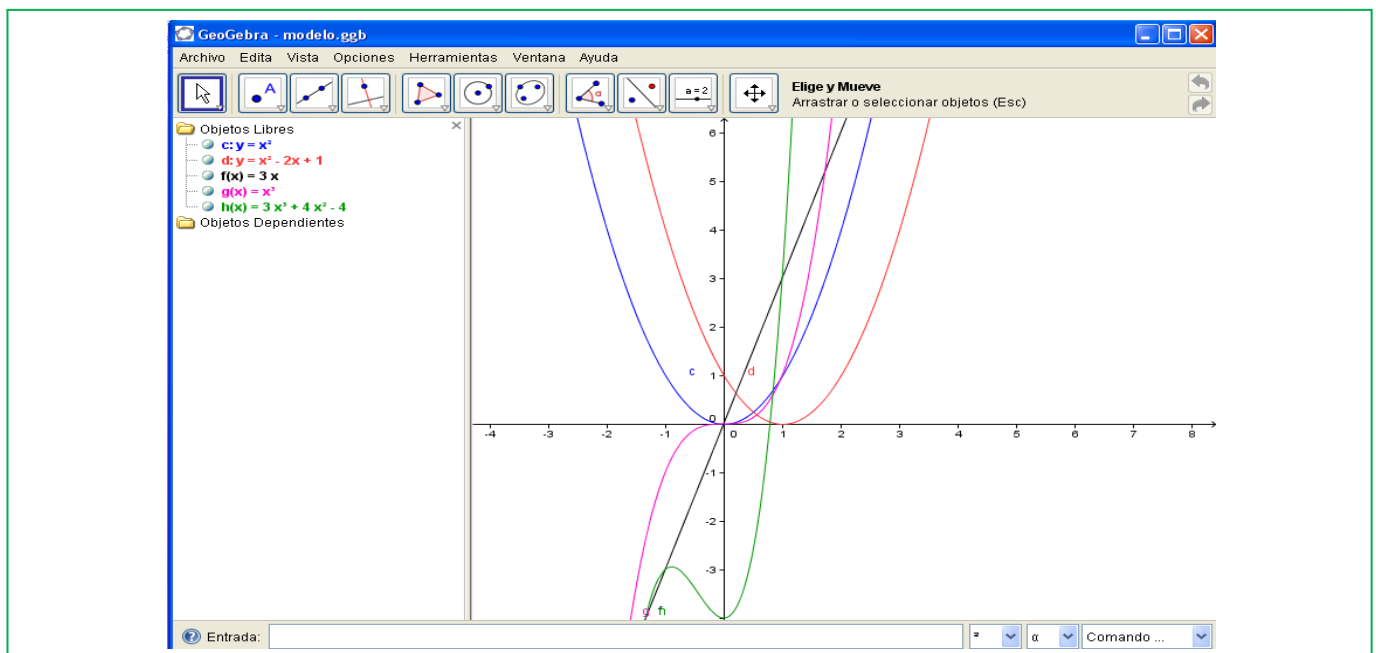 GeoGebra - modelo.ggb
Archivo Edita Vista Opciones Herramientas Ventana Ayuda
A
α
a = 2
Elige y Mueve
Arrastrar o seleccionar objetos (Esc)
Objetos Libres
c: y = x²
d: y = x² - 2x + 1
f(x) = 3 x
g(x) = x³
h(x) = 3 x³ + 4 x² - 4
Objetos Dependientes
6
5
4
3
2
c 1 d
0
-4 -3 -2 -1 0 1 2 3 4 5 6 7 8
-1
-2
-3
g h
Entrada: ² α Comando ...